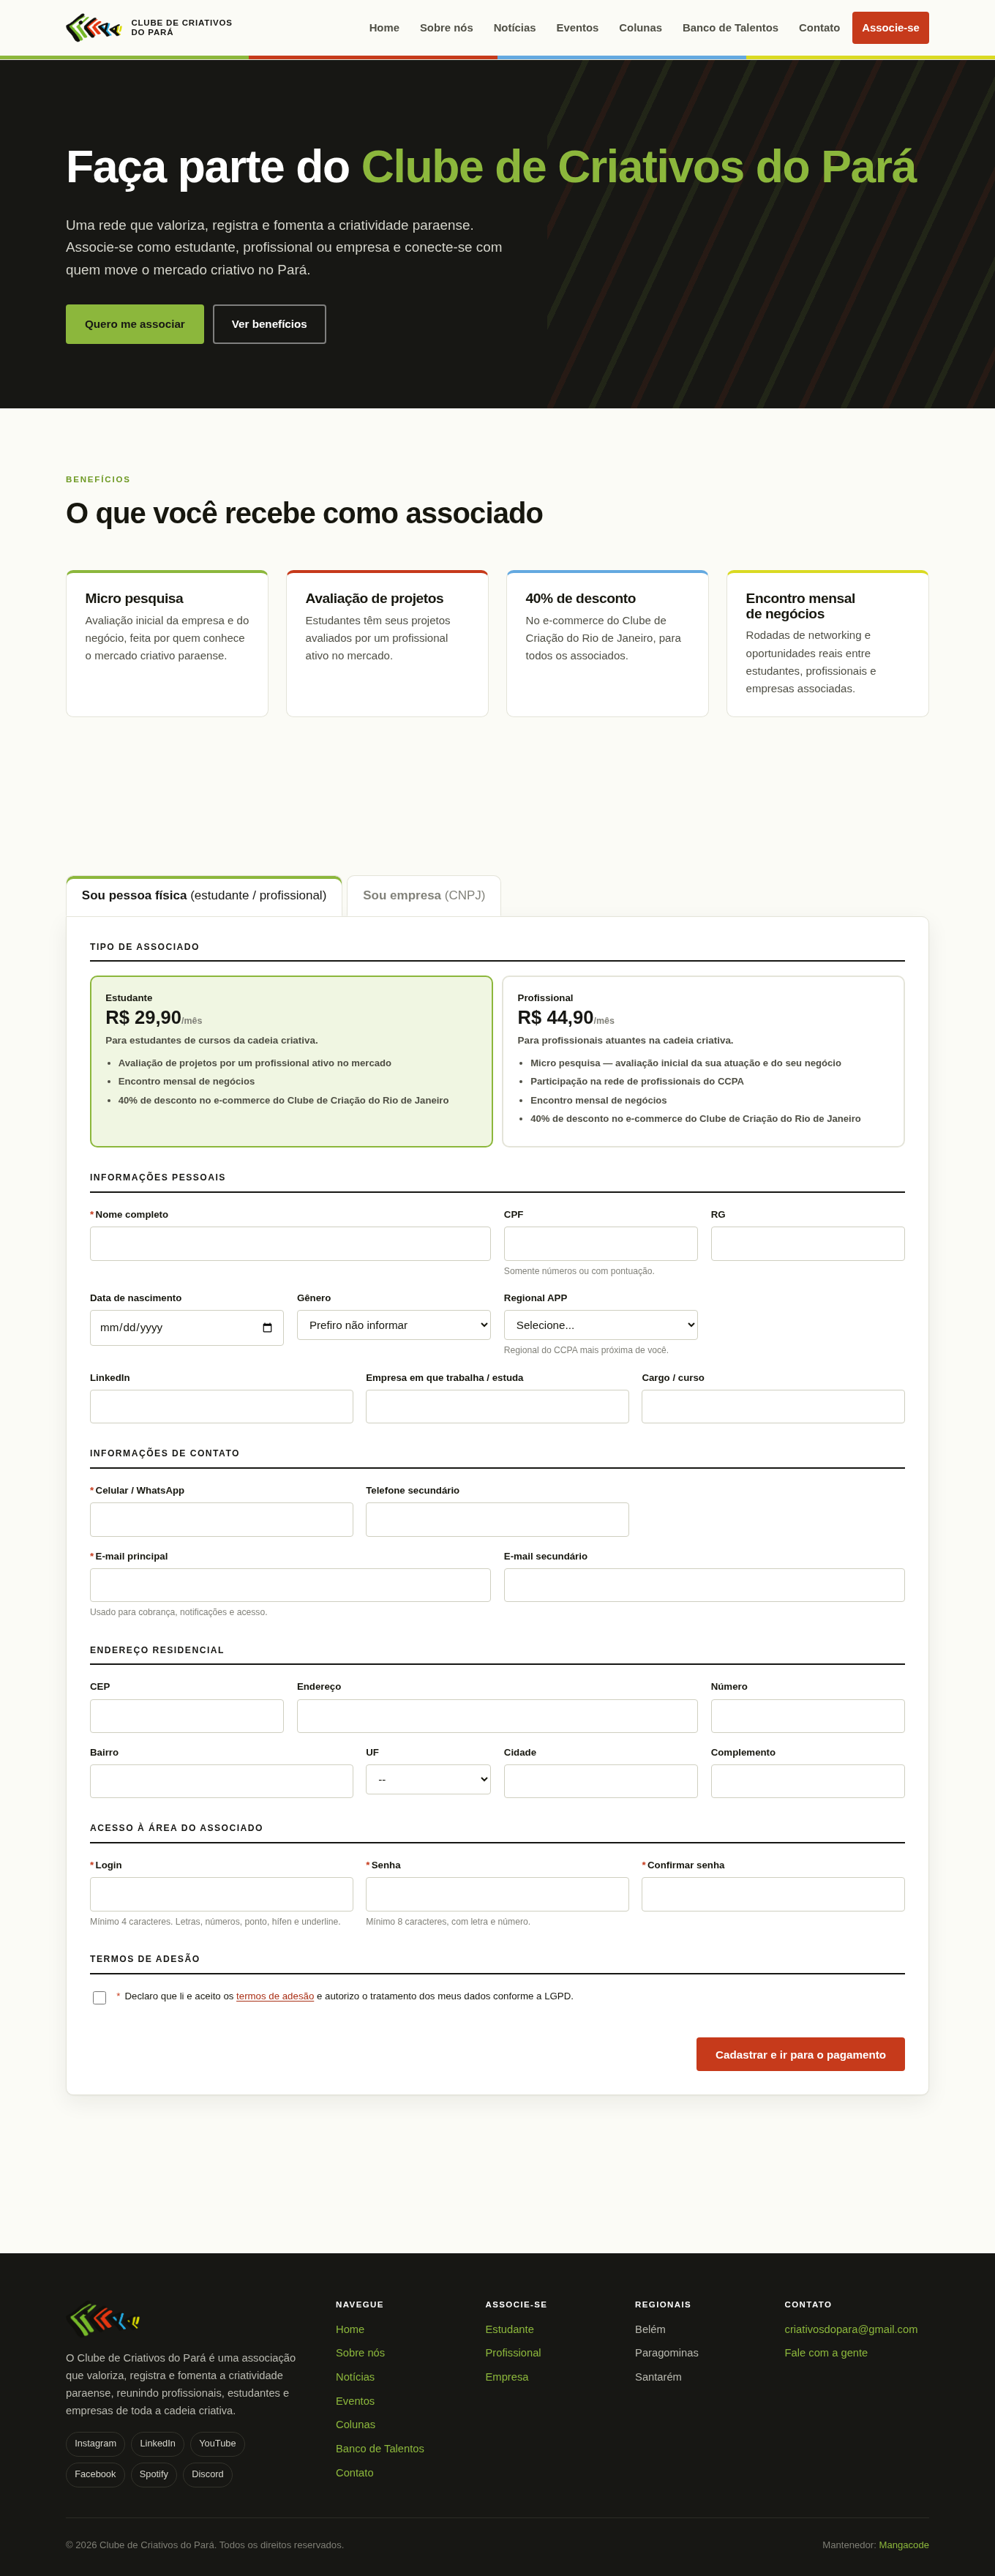 CLUBE DE CRIATIVOS
DO PARÁ
Home Sobre nós Notícias Eventos Colunas Banco de Talentos Contato Associe-se
Faça parte do Clube de Criativos do Pará
Uma rede que valoriza, registra e fomenta a criatividade paraense.
Associe-se como estudante, profissional ou empresa e conecte-se com
quem move o mercado criativo no Pará.
Quero me associar Ver benefícios
BENEFÍCIOS
O que você recebe como associado
Micro pesquisa
Avaliação inicial da empresa e do
negócio, feita por quem conhece
o mercado criativo paraense.
Avaliação de projetos
Estudantes têm seus projetos
avaliados por um profissional
ativo no mercado.
40% de desconto
No e-commerce do Clube de
Criação do Rio de Janeiro, para
todos os associados.
Encontro mensal
de negócios
Rodadas de networking e
oportunidades reais entre
estudantes, profissionais e
empresas associadas.
Sou pessoa física (estudante / profissional) Sou empresa (CNPJ)
TIPO DE ASSOCIADO
Estudante
R$ 29,90/mês
Para estudantes de cursos da cadeia criativa.
• Avaliação de projetos por um profissional ativo no mercado
• Encontro mensal de negócios
• 40% de desconto no e-commerce do Clube de Criação do Rio de Janeiro
Profissional
R$ 44,90/mês
Para profissionais atuantes na cadeia criativa.
• Micro pesquisa — avaliação inicial da sua atuação e do seu negócio
• Participação na rede de profissionais do CCPA
• Encontro mensal de negócios
• 40% de desconto no e-commerce do Clube de Criação do Rio de Janeiro
INFORMAÇÕES PESSOAIS
* Nome completo CPF RG
Somente números ou com pontuação.
Data de nascimento Gênero Regional APP
mm/dd/yyyy Prefiro não informar Selecione...
Regional do CCPA mais próxima de você.
LinkedIn Empresa em que trabalha / estuda Cargo / curso
INFORMAÇÕES DE CONTATO
* Celular / WhatsApp Telefone secundário
* E-mail principal E-mail secundário
Usado para cobrança, notificações e acesso.
ENDEREÇO RESIDENCIAL
CEP Endereço Número
Bairro UF Cidade Complemento
--
ACESSO À ÁREA DO ASSOCIADO
* Login * Senha * Confirmar senha
Mínimo 4 caracteres. Letras, números, ponto, hífen e underline. Mínimo 8 caracteres, com letra e número.
TERMOS DE ADESÃO
* Declaro que li e aceito os termos de adesão e autorizo o tratamento dos meus dados conforme a LGPD.
Cadastrar e ir para o pagamento
O Clube de Criativos do Pará é uma associação
que valoriza, registra e fomenta a criatividade
paraense, reunindo profissionais, estudantes e
empresas de toda a cadeia criativa.
Instagram LinkedIn YouTube
Facebook Spotify Discord
NAVEGUE
Home
Sobre nós
Notícias
Eventos
Colunas
Banco de Talentos
Contato
ASSOCIE-SE
Estudante
Profissional
Empresa
REGIONAIS
Belém
Paragominas
Santarém
CONTATO
criativosdopara@gmail.com
Fale com a gente
© 2026 Clube de Criativos do Pará. Todos os direitos reservados. Mantenedor: Mangacode